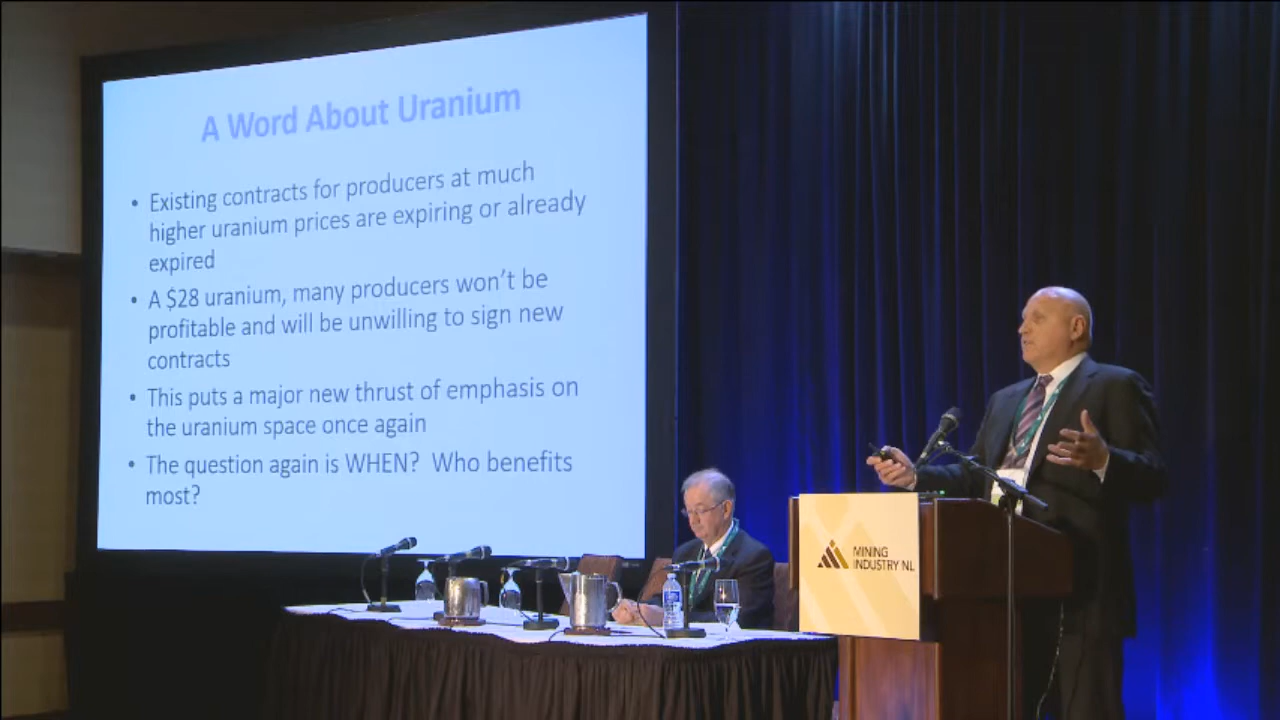 A Word About Uranium
• Existing contracts for producers at much
higher uranium prices are expiring or already
expired
• A $28 uranium, many producers won't be
profitable and will be unwilling to sign new
contracts
• This puts a major new thrust of emphasis on
the uranium space once again
• The question again is WHEN?  Who benefits
most?
MINING
INDUSTRY NL